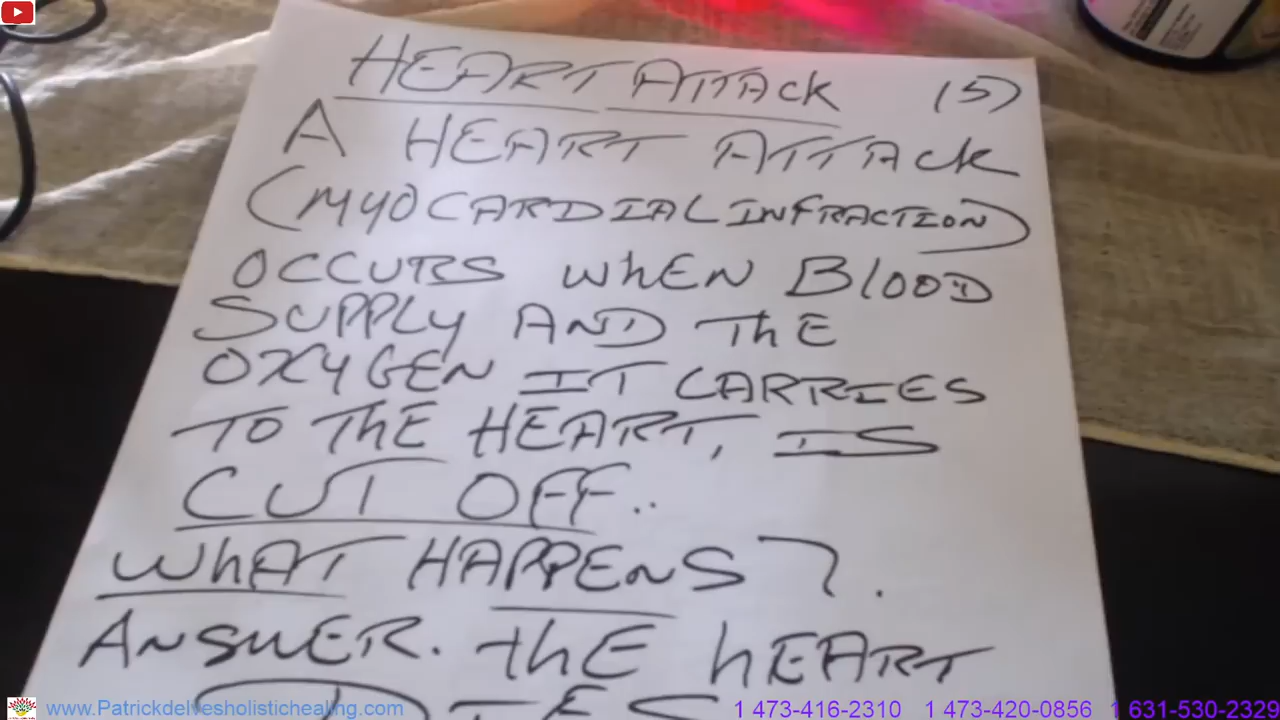 HEART ATTACK (5)
A HEART ATTACK
(MYOCARDIAL INFRACTION)
OCCURS WHEN BLOOD
SUPPLY AND THE
OXYGEN IT CARRIES
TO THE HEART, IS
CUT OFF..
WHAT HAPPENS ?.
ANSWER. THE HEART
www.Patrickdelvesholistichealing.com 1 473-416-2310 1 473-420-0856 1 631-530-2329